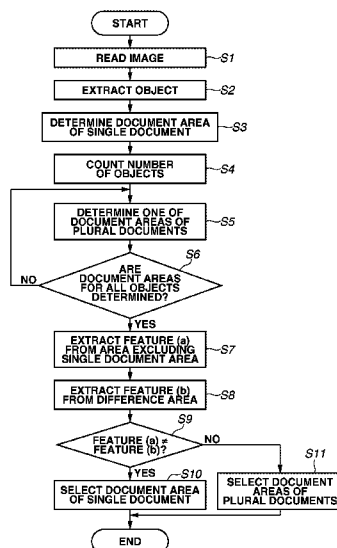 START
READ IMAGE
S1
EXTRACT OBJECT
S2
DETERMINE DOCUMENT AREA
OF SINGLE DOCUMENT
S3
COUNT NUMBER
OF OBJECTS
S4
DETERMINE ONE OF
DOCUMENT AREAS OF
PLURAL DOCUMENTS
S5
S6
ARE
DOCUMENT AREAS
FOR ALL OBJECTS
DETERMINED?
NO
YES
EXTRACT FEATURE (a)
FROM AREA EXCLUDING
SINGLE DOCUMENT AREA
S7
EXTRACT FEATURE (b)
FROM DIFFERENCE AREA
S8
S9
FEATURE (a) ≠
FEATURE (b)?
NO
YES
S10
SELECT DOCUMENT AREA
OF SINGLE DOCUMENT
S11
SELECT DOCUMENT
AREAS OF
PLURAL DOCUMENTS
END